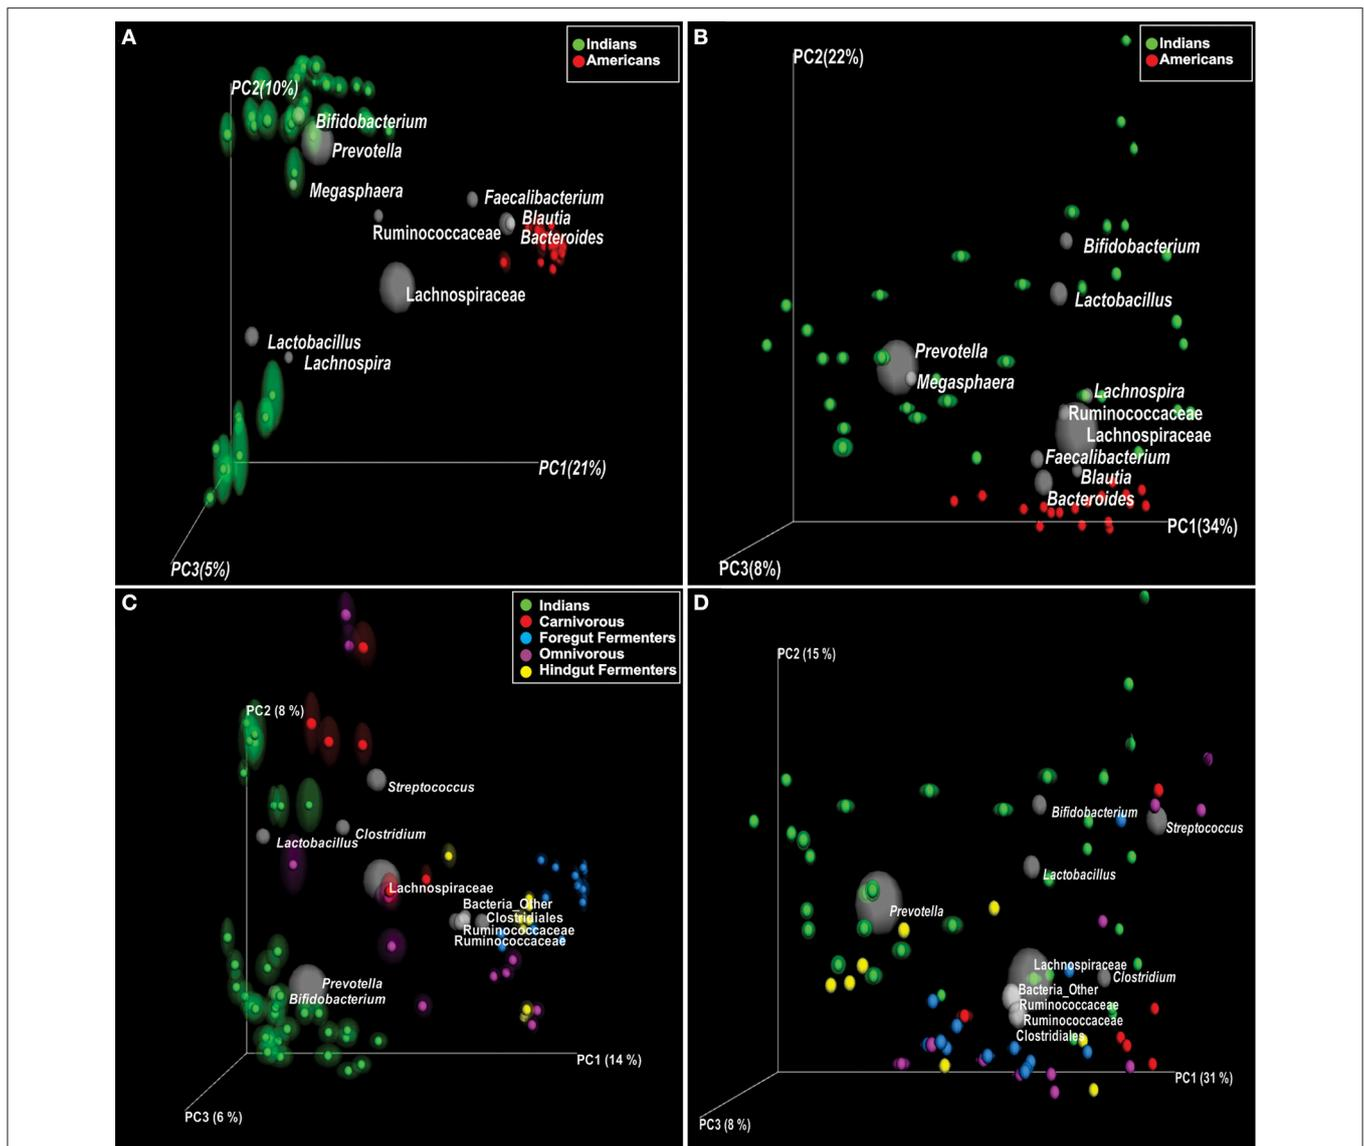 A
Indians
Americans
PC2(10%)
Bifidobacterium
Prevotella
Megasphaera
Faecalibacterium
Blautia
Ruminococcaceae
Bacteroides
Lachnospiraceae
Lactobacillus
Lachnospira
PC1(21%)
PC3(5%)
B
Indians
Americans
PC2(22%)
Bifidobacterium
Lactobacillus
Prevotella
Megasphaera
Lachnospira
Ruminococcaceae
Lachnospiraceae
Faecalibacterium
Blautia
Bacteroides
PC1(34%)
PC3(8%)
C
Indians
Carnivorous
Foregut Fermenters
Omnivorous
Hindgut Fermenters
PC2 (8 %)
Streptococcus
Clostridium
Lactobacillus
Lachnospiraceae
Bacteria_Other
Clostridiales
Ruminococcaceae
Ruminococcaceae
Prevotella
Bifidobacterium
PC1 (14 %)
PC3 (6 %)
D
PC2 (15 %)
Bifidobacterium
Streptococcus
Lactobacillus
Prevotella
Lachnospiraceae
Clostridium
Bacteria_Other
Ruminococcaceae
Ruminococcaceae
Clostridiales
PC1 (31 %)
PC3 (8 %)